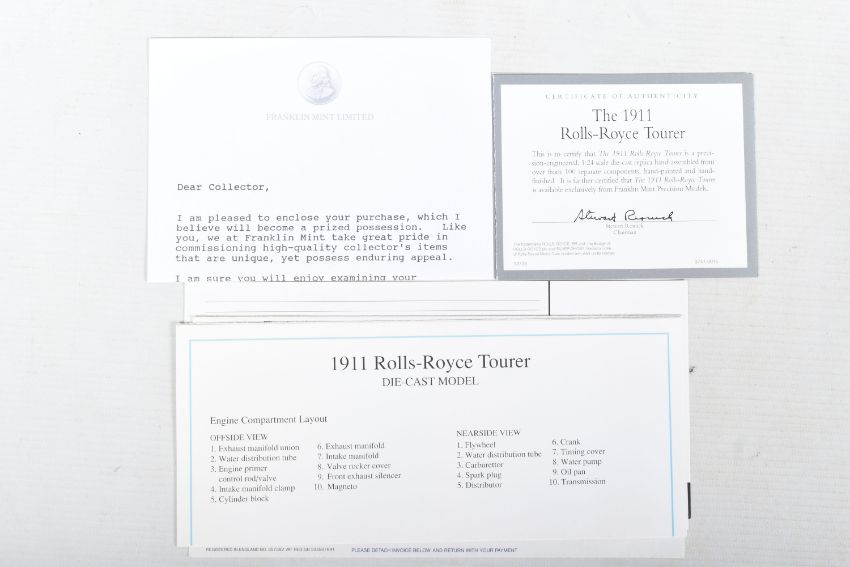 FRANKLIN MINT LIMITED
Dear Collector,
I am pleased to enclose your purchase, which I
believe will become a prized possession. Like
you, we at Franklin Mint take great pride in
commissioning high-quality collector's items
that are unique, yet possess enduring appeal.
I am sure you will enjoy examining your
CERTIFICATE OF AUTHENTICITY
The 1911
Rolls-Royce Tourer
This is to certify that The 1911 Rolls-Royce Tourer is a preci-
sion-engineered, 1:24 scale die-cast replica hand-assembled from
over from 100 separate components, hand-painted and hand-
finished. It is further certified that The 1911 Rolls-Royce Tourer
is available exclusively from Franklin Mint Precision Models.
Stewart Resnick
Stewart Resnick
Chairman
1911 Rolls-Royce Tourer
DIE-CAST MODEL
Engine Compartment Layout
OFFSIDE VIEW
1. Exhaust manifold union
2. Water distribution tube
3. Engine primer
control rod/valve
4. Intake manifold clamp
5. Cylinder block
6. Exhaust manifold
7. Intake manifold
8. Valve rocker cover
9. Front exhaust silencer
10. Magneto
NEARSIDE VIEW
1. Flywheel
2. Water distribution tube
3. Carburettor
4. Spark plug
5. Distributor
6. Crank
7. Timing cover
8. Water pump
9. Oil pan
10. Transmission
REGISTERED IN ENGLAND NO.
PLEASE DETACH INVOICE BELOW AND RETURN WITH YOUR PAYMENT